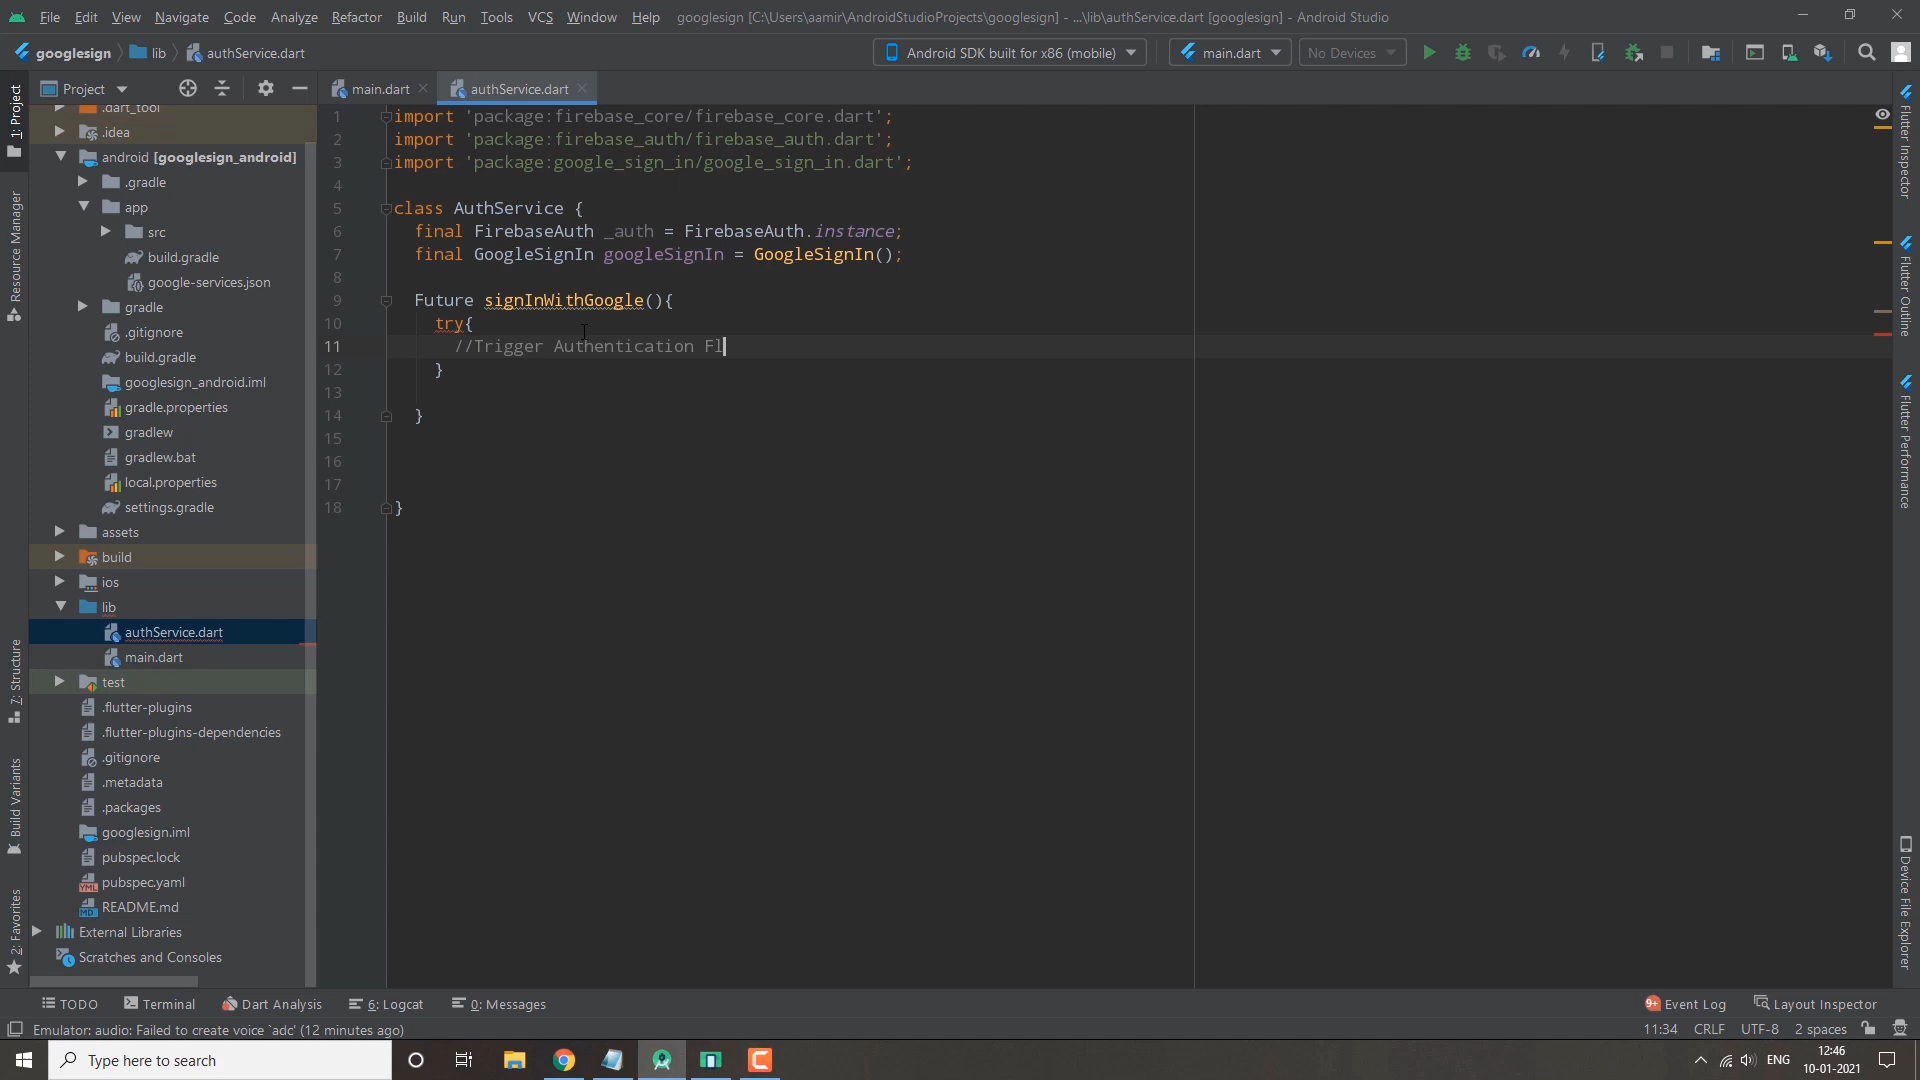 File Edit View Navigate Code Analyze Refactor Build Run Tools VCS Window Help googlesign [C:\Users\aamir\AndroidStudioProjects\googlesign] - ...\lib\authService.dart [googlesign] - Android Studio
googlesign lib authService.dart Android SDK built for x86 (mobile) main.dart No Devices
Project main.dart authService.dart
1: Project
Resource Manager
7: Structure
Build Variants
2: Favorites
.dart_tool
.idea
android [googlesign_android]
.gradle
app
src
build.gradle
google-services.json
gradle
.gitignore
build.gradle
googlesign_android.iml
gradle.properties
gradlew
gradlew.bat
local.properties
settings.gradle
assets
build
ios
lib
authService.dart
main.dart
test
.flutter-plugins
.flutter-plugins-dependencies
.gitignore
.metadata
.packages
googlesign.iml
pubspec.lock
pubspec.yaml
README.md
External Libraries
Scratches and Consoles
1 import 'package:firebase_core/firebase_core.dart';
2 import 'package:firebase_auth/firebase_auth.dart';
3 import 'package:google_sign_in/google_sign_in.dart';
4
5 class AuthService {
6 final FirebaseAuth _auth = FirebaseAuth.instance;
7 final GoogleSignIn googleSignIn = GoogleSignIn();
8
9 Future signInWithGoogle(){
10 try{
11 //Trigger Authentication Fl
12 }
13
14 }
15
16
17
18 }
Flutter Inspector
Flutter Outline
Flutter Performance
Device File Explorer
TODO Terminal Dart Analysis 6: Logcat 0: Messages 9+ Event Log Layout Inspector
Emulator: audio: Failed to create voice `adc' (12 minutes ago) 11:34 CRLF UTF-8 2 spaces
Type here to search ENG 12:46
10-01-2021